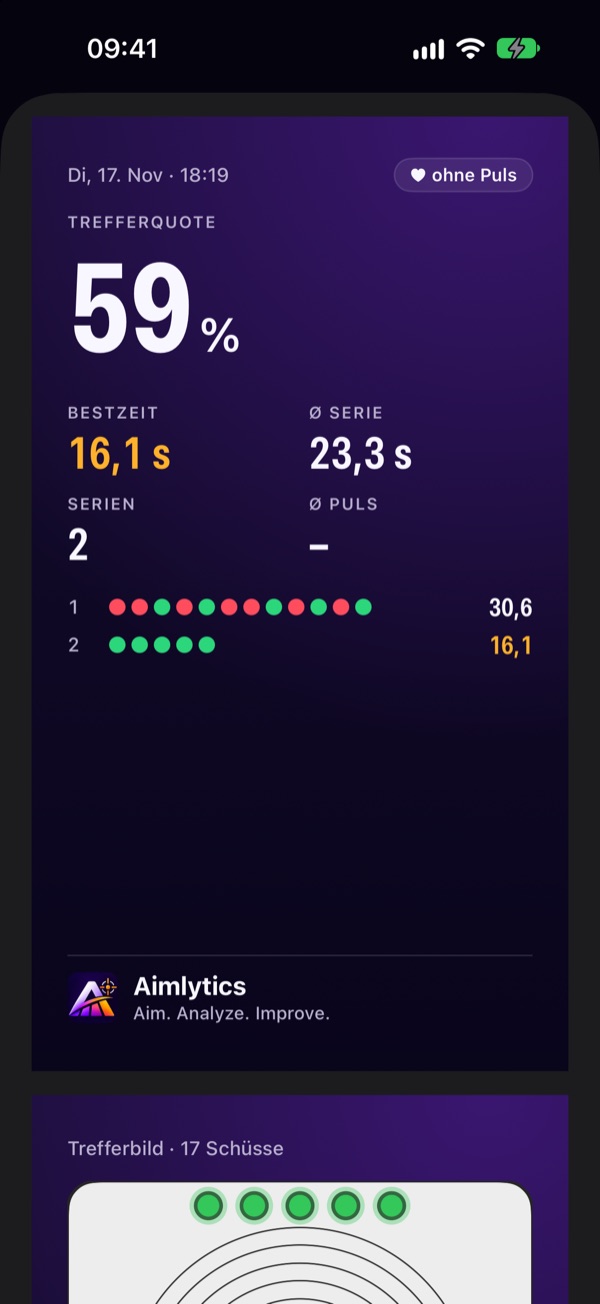 09:41
Di, 17. Nov · 18:19
ohne Puls
TREFFERQUOTE
59 %
BESTZEIT
Ø SERIE
16,1 s
23,3 s
SERIEN
Ø PULS
2
–
1 30,6
2 16,1
Aimlytics
Aim. Analyze. Improve.
Trefferbild · 17 Schüsse